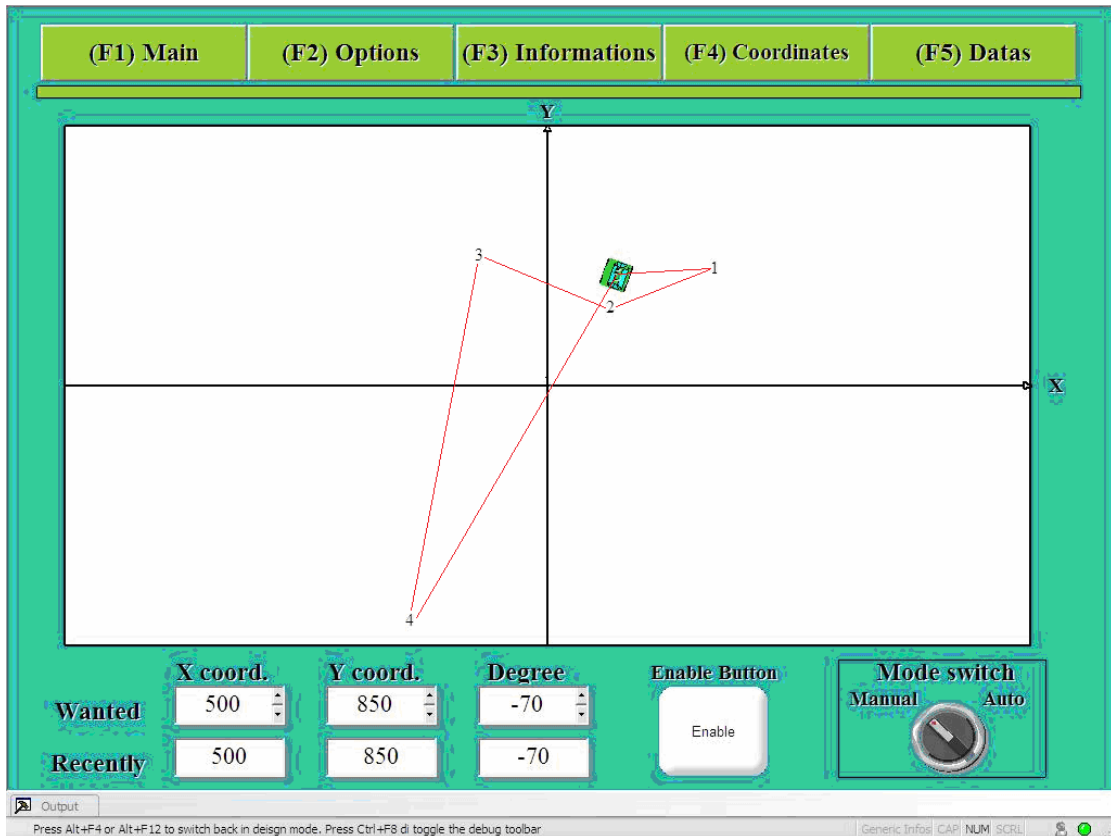 (F1) Main (F2) Options (F3) Informations (F4) Coordinates (F5) Datas
Y
3
1
2
X
4
X coord. Y coord. Degree Enable Button Mode switch
Manual Auto
Wanted 500 850 -70
Enable
Recently 500 850 -70
Output
Press Alt+F4 or Alt+F12 to switch back in deisgn mode. Press Ctrl+F8 di toggle the debug toolbar Generic Infos CAP NUM SCRL